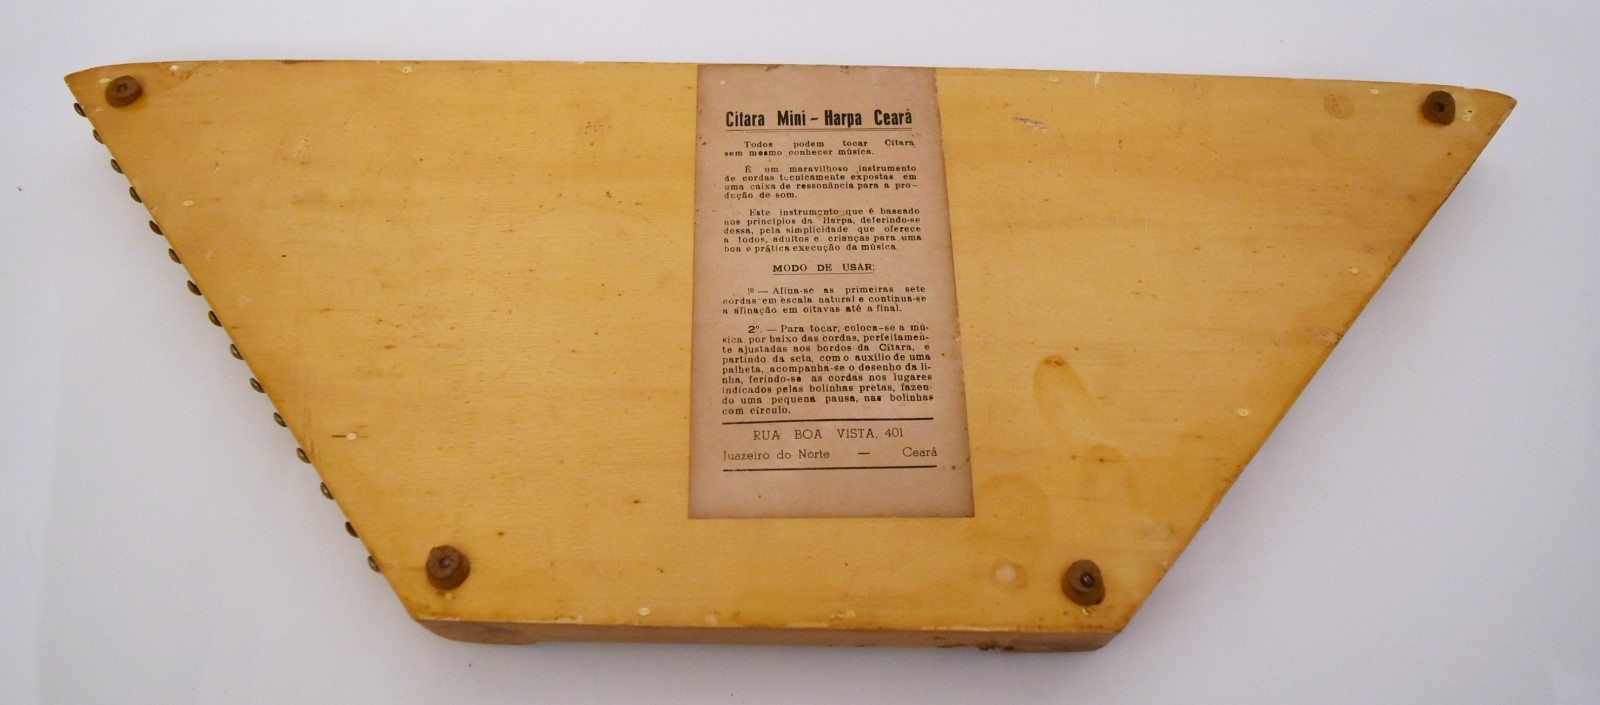 Cítara Mini - Harpa Ceará
Todos podem tocar Cítara
sem mesmo conhecer música.
É um maravilhoso instrumento
de cordas tecnicamente expostas em
uma caixa de ressonância para a pro-
dução de som.
Este instrumento que é baseado
nos princípios da Harpa, deferindo-se
dessa, pela simplicidade que oferece
a todos, adultos e crianças para uma
boa e prática execução da música.
MODO DE USAR:
1º — Afina-se as primeiras sete
cordas em escala natural e continua-se
a afinação em oitavas até a final.
2º. — Para tocar, coloca-se a mú-
sica por baixo das cordas, perfeitamen-
te ajustadas aos bordos da Cítara, e
partindo da seta, com o auxílio de uma
palheta, acompanha-se o desenho da li-
nha, ferindo-se as cordas nos lugares
indicados pelas bolinhas pretas, fazen-
do uma pequena pausa, nas bolinhas
com círculo.
RUA BOA VISTA, 401
Juazeiro do Norte — Ceará